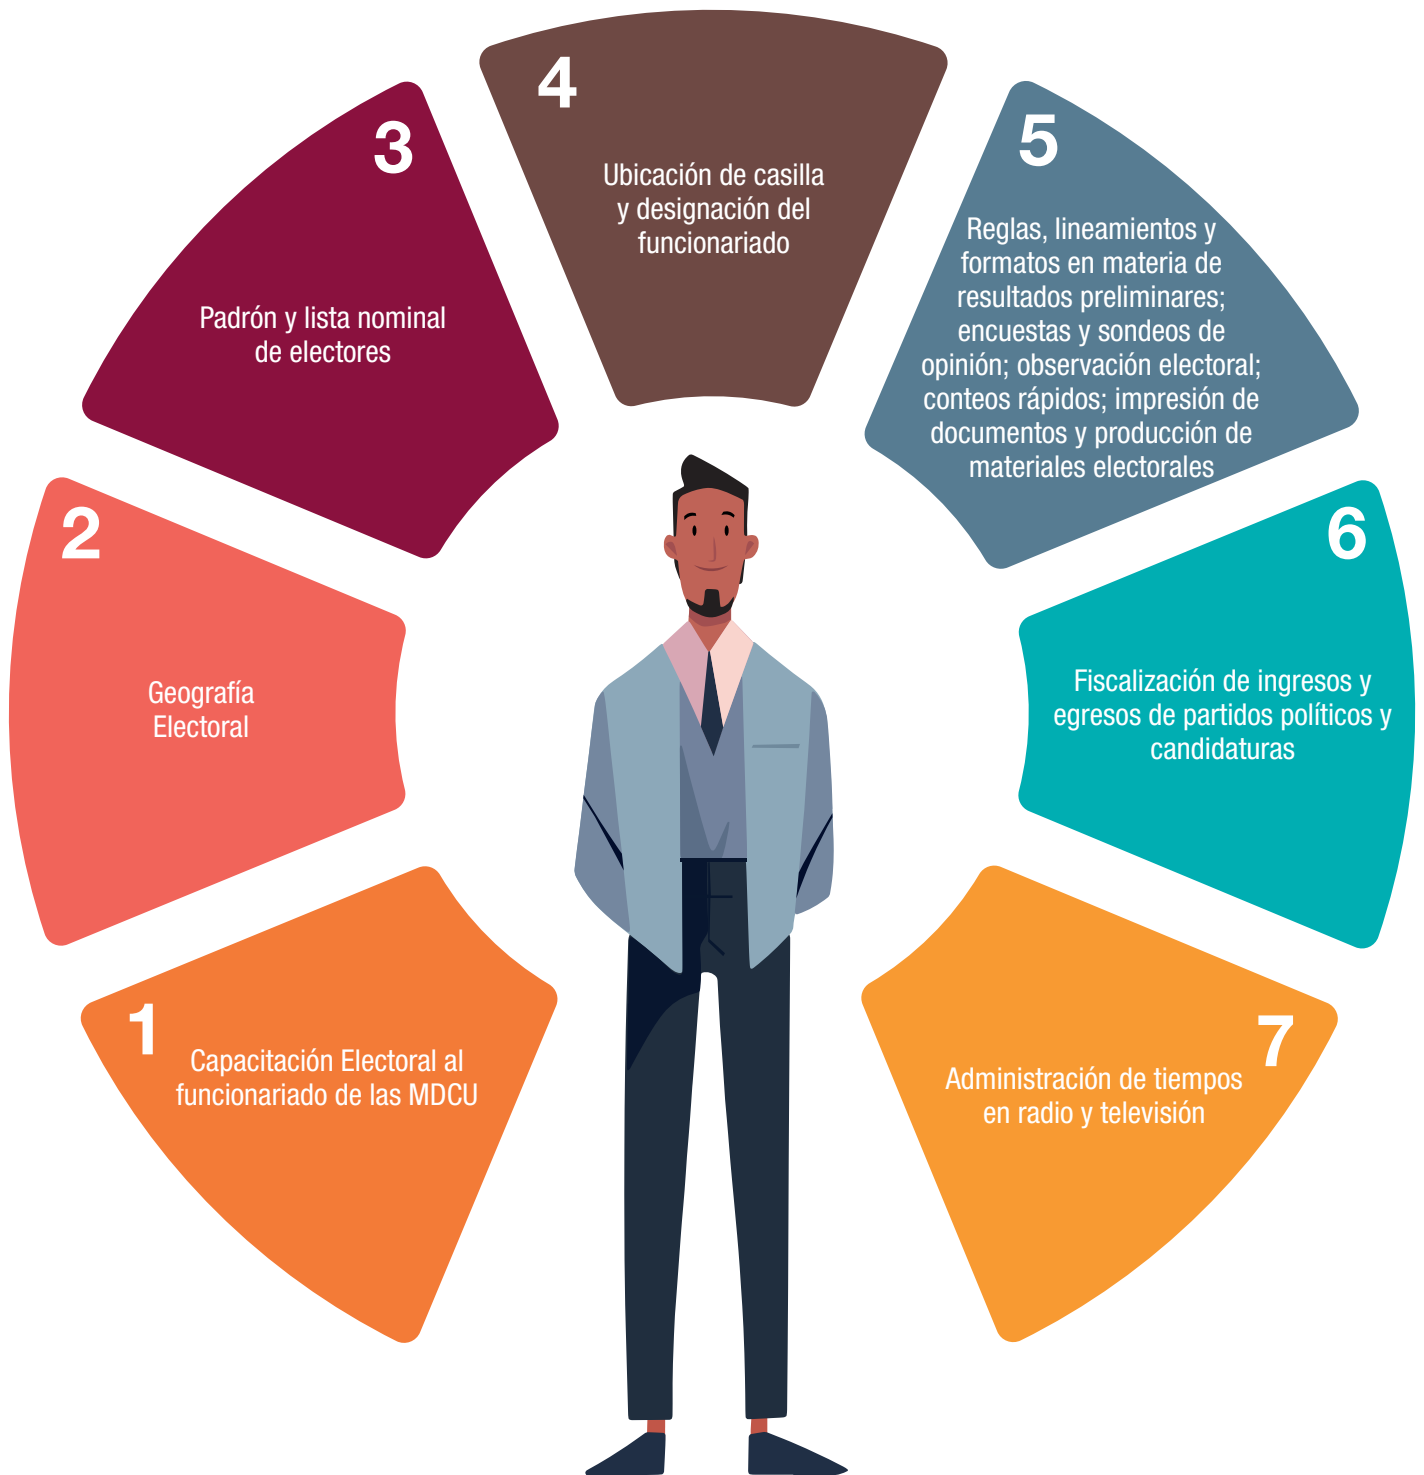 1
Capacitación Electoral al
funcionariado de las MDCU
2
Geografía
Electoral
3
Padrón y lista nominal
de electores
4
Ubicación de casilla
y designación del
funcionariado
5
Reglas, lineamientos y
formatos en materia de
resultados preliminares;
encuestas y sondeos de
opinión; observación electoral;
conteos rápidos; impresión de
documentos y producción de
materiales electorales
6
Fiscalización de ingresos y
egresos de partidos políticos y
candidaturas
7
Administración de tiempos
en radio y televisión